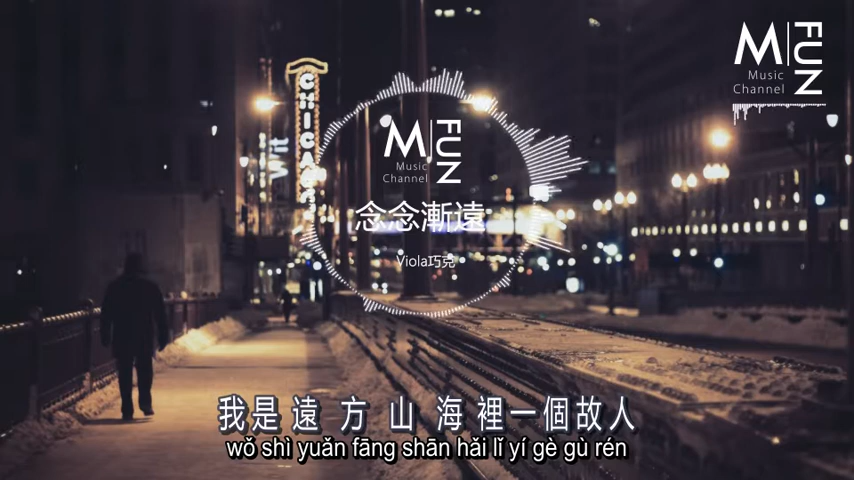 M FUN
Music
Channel
CHICAGO
M FUN
Music
Channel
念念漸遠
Viola巧克
我是遠方山海裡一個故人
wǒ shì yuǎn fāng shān hǎi lǐ yí gè gù rén